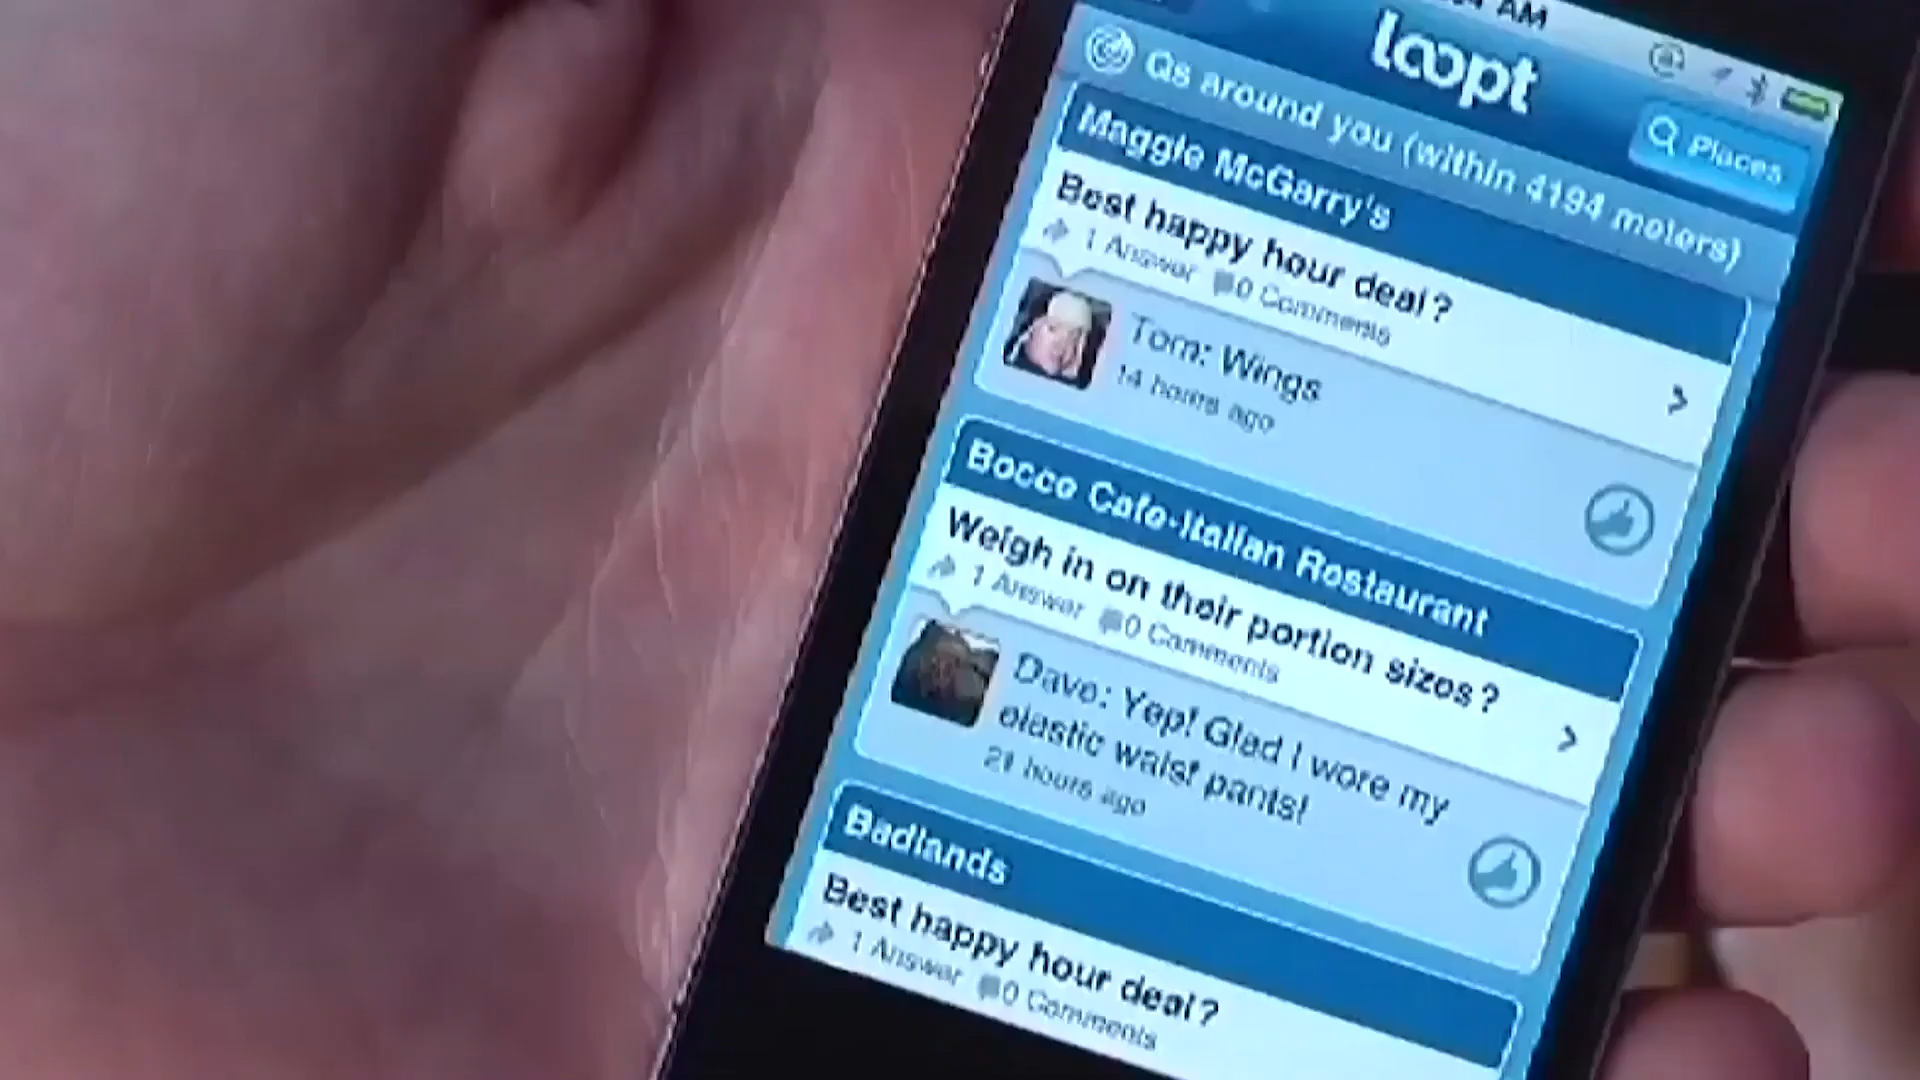 4 AM
loopt
Places
Qs around you (within 4194 meters)
Maggie McGarry's
Best happy hour deal?
1 Answer 0 Comments
Tom: Wings
14 hours ago
Bocce Cafe-Italian Restaurant
Weigh in on their portion sizes?
1 Answer 0 Comments
Dave: Yep! Glad I wore my
elastic waist pants!
21 hours ago
Badlands
Best happy hour deal?
1 Answer 0 Comments